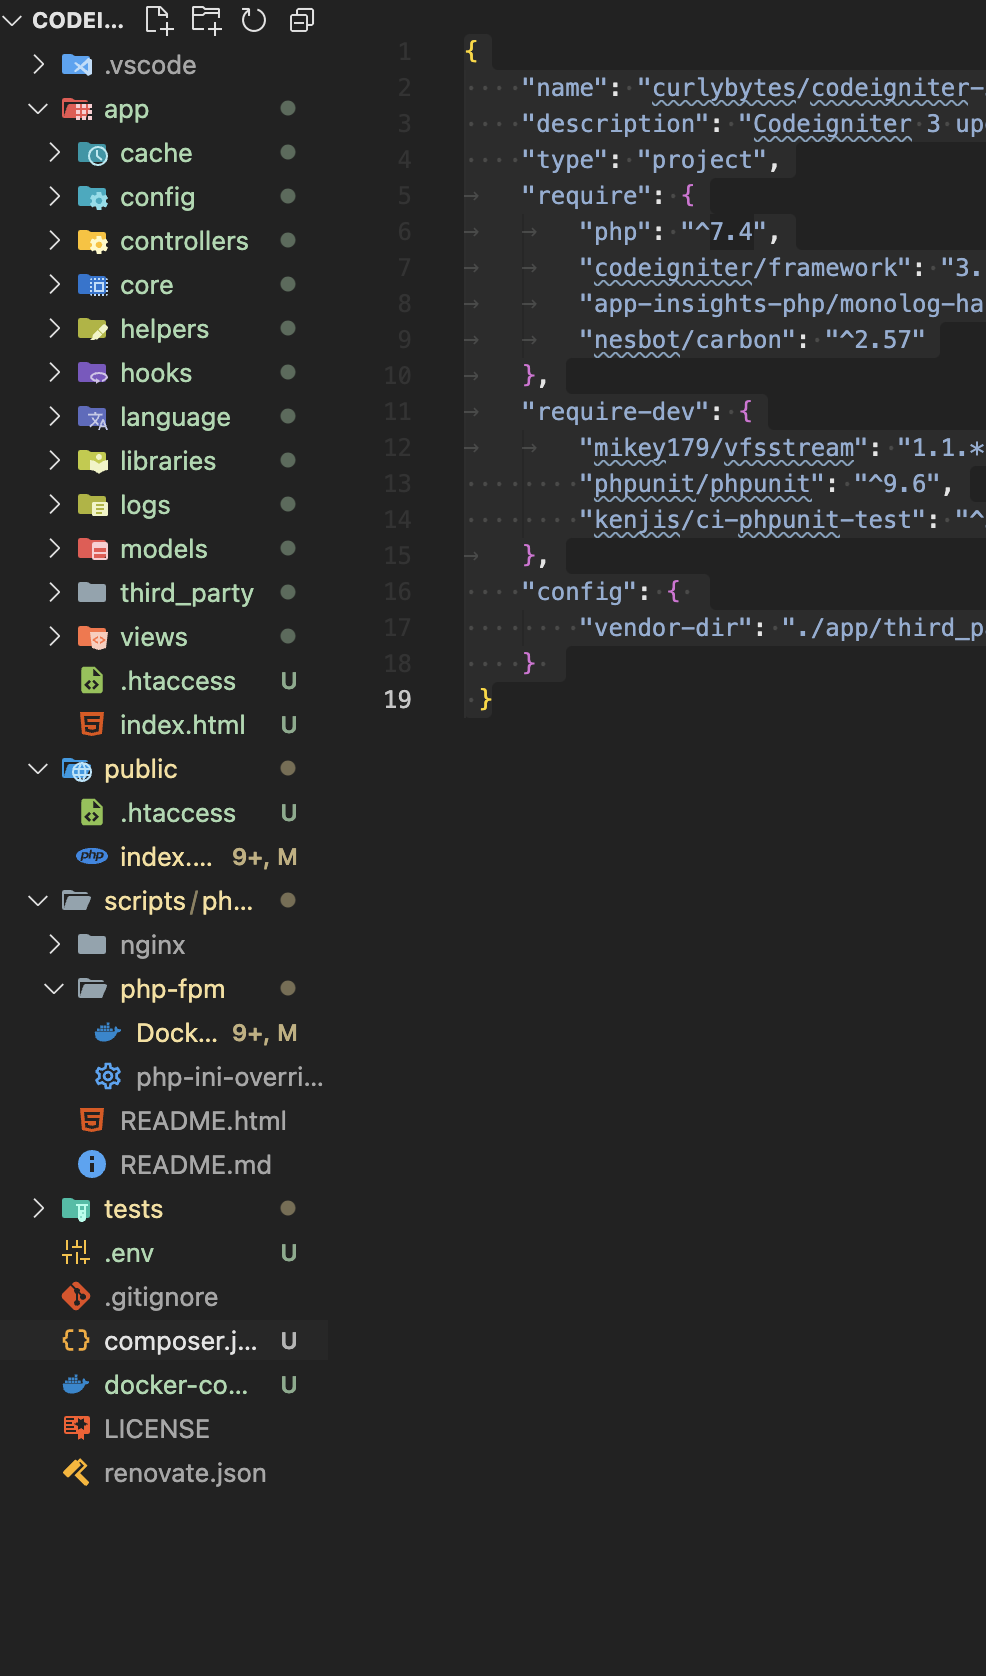 CODEI...
.vscode
app
cache
config
controllers
core
helpers
hooks
language
libraries
logs
models
third_party
views
.htaccess U
index.html U
public
.htaccess U
php index.... 9+, M
scripts/ph...
nginx
php-fpm
Dock... 9+, M
php-ini-overri...
README.html
README.md
tests
.env U
.gitignore
composer.j... U
docker-co... U
LICENSE
renovate.json
1 {
2 "name": "curlybytes/codeigniter-
3 "description": "Codeigniter 3 up
4 "type": "project",
5 "require": {
6 "php": "^7.4",
7 "codeigniter/framework": "3.
8 "app-insights-php/monolog-ha
9 "nesbot/carbon": "^2.57"
10 },
11 "require-dev": {
12 "mikey179/vfsstream": "1.1.*
13 "phpunit/phpunit": "^9.6",
14 "kenjis/ci-phpunit-test": "^
15 },
16 "config": {
17 "vendor-dir": "./app/third_p
18 }
19 }